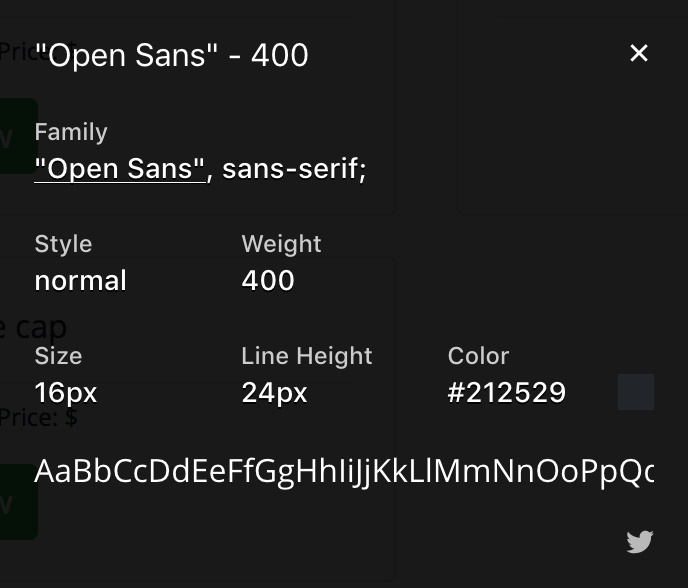 "Open Sans" - 400
Price: $
Family
"Open Sans", sans-serif;
Style Weight
normal 400
e cap
Size Line Height Color
16px 24px #212529
Price: $
AaBbCcDdEeFfGgHhIiJjKkLlMmNnOoPpQ